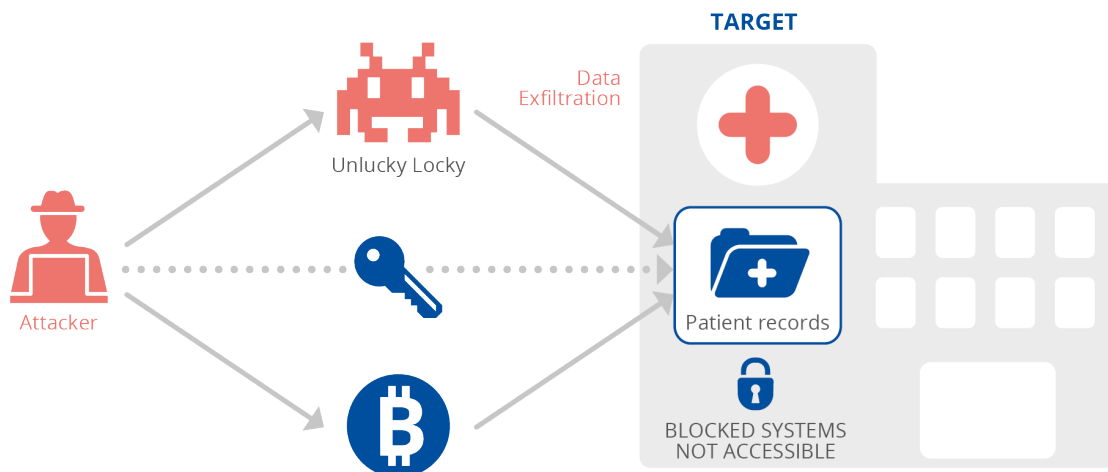 TARGET
Data
Exfiltration
Unlucky Locky
Attacker
Patient records
BLOCKED SYSTEMS
NOT ACCESSIBLE